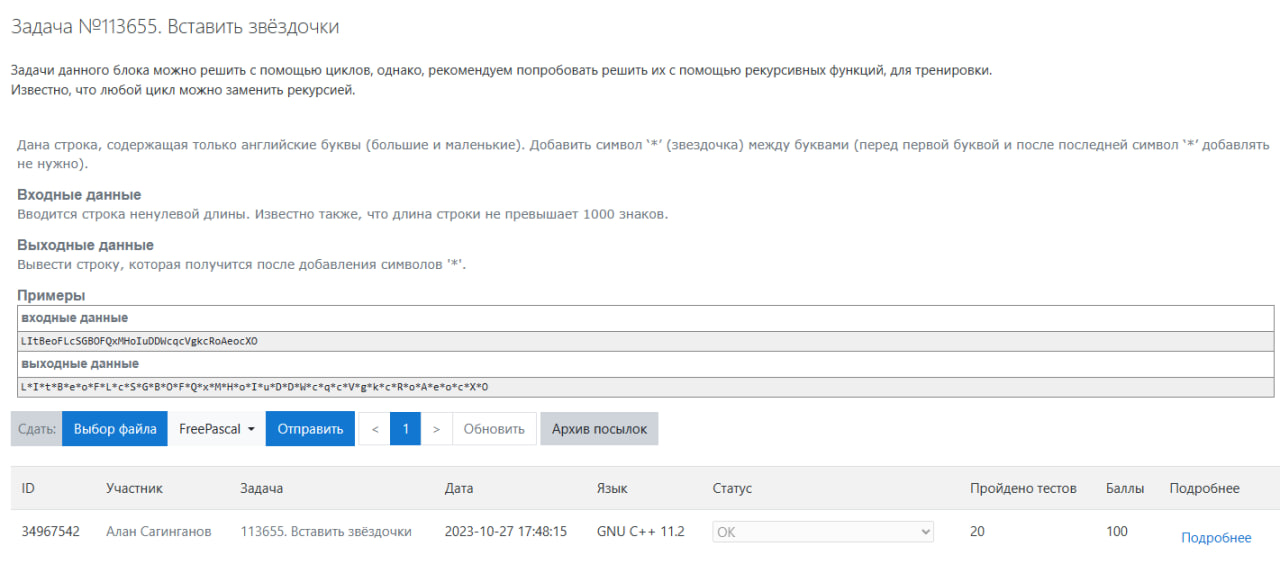 Задача №113655. Вставить звёздочки
Задачи данного блока можно решить с помощью циклов, однако, рекомендуем попробовать решить их с помощью рекурсивных функций, для тренировки.
Известно, что любой цикл можно заменить рекурсией.
Дана строка, содержащая только английские буквы (большие и маленькие). Добавить символ ‘*’ (звездочка) между буквами (перед первой буквой и после последней символ ‘*’ добавлять
не нужно).
Входные данные
Вводится строка ненулевой длины. Известно также, что длина строки не превышает 1000 знаков.
Выходные данные
Вывести строку, которая получится после добавления символов '*'.
Примеры
входные данные
LItBeoFLcSGBOFQxMHoIuDDWcqcVgkcRoAeocXO
выходные данные
L*I*t*B*e*o*F*L*c*S*G*B*O*F*Q*x*M*H*o*I*u*D*D*W*c*q*c*V*g*k*c*R*o*A*e*o*c*X*O
Сдать: Выбор файла FreePascal Отправить < 1 > Обновить Архив посылок
ID Участник Задача Дата Язык Статус Пройдено тестов Баллы Подробнее
34967542 Алан Сагинганов 113655. Вставить звёздочки 2023-10-27 17:48:15 GNU C++ 11.2 OK 20 100 Подробнее